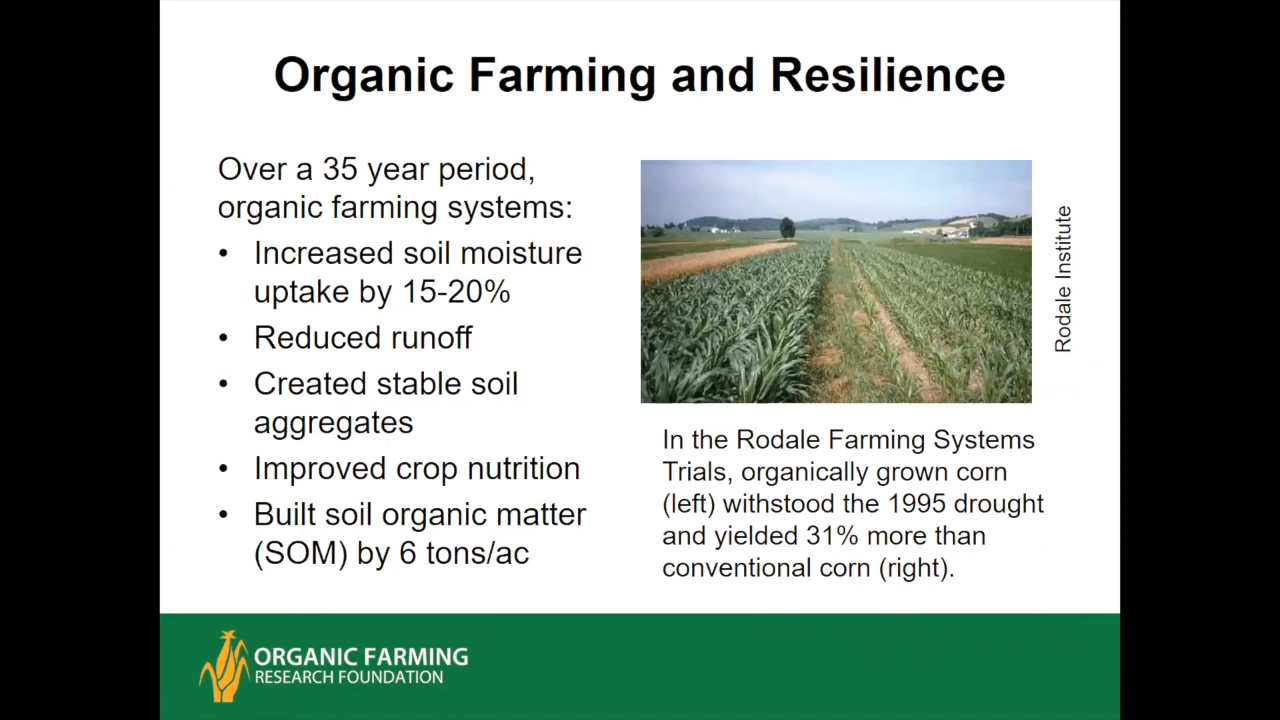 Organic Farming and Resilience
Over a 35 year period,
organic farming systems:
• Increased soil moisture
uptake by 15-20%
• Reduced runoff
• Created stable soil
aggregates
• Improved crop nutrition
• Built soil organic matter
(SOM) by 6 tons/ac
Rodale Institute
In the Rodale Farming Systems
Trials, organically grown corn
(left) withstood the 1995 drought
and yielded 31% more than
conventional corn (right).
ORGANIC FARMING
RESEARCH FOUNDATION